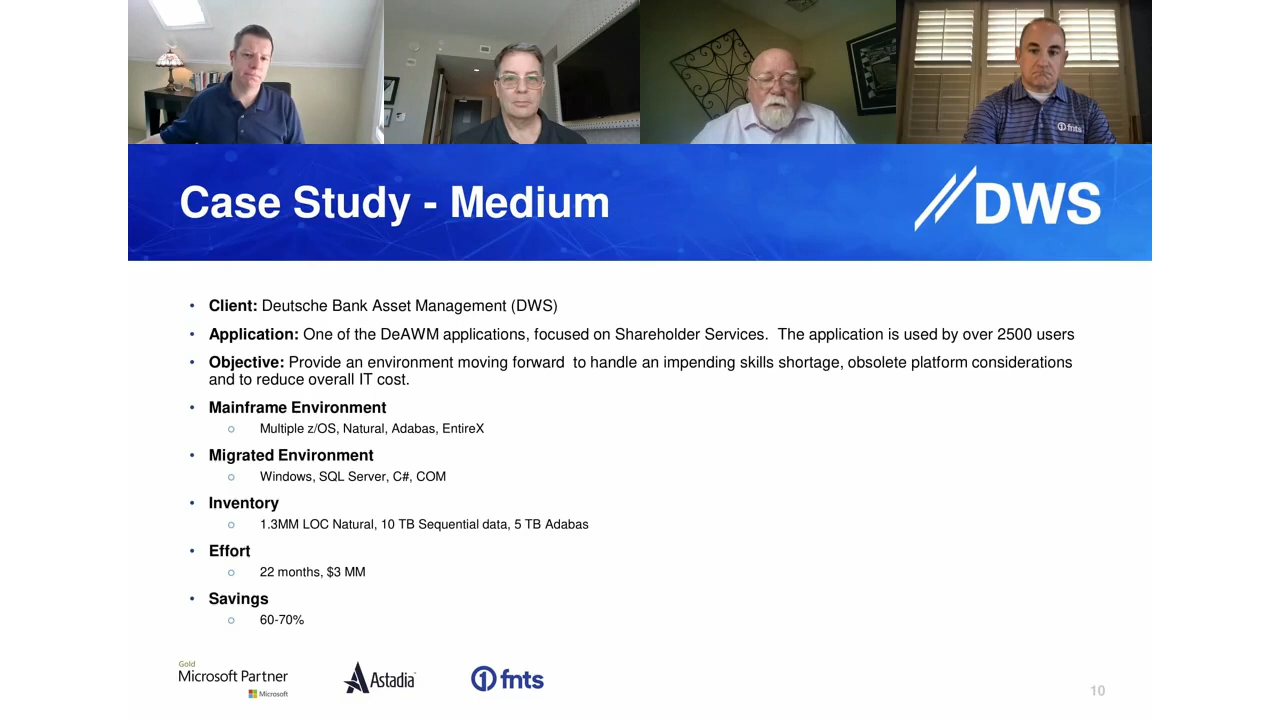 fnts
Case Study - Medium
DWS
• Client: Deutsche Bank Asset Management (DWS)
• Application: One of the DeAWM applications, focused on Shareholder Services.  The application is used by over 2500 users
• Objective: Provide an environment moving forward  to handle an impending skills shortage, obsolete platform considerations
and to reduce overall IT cost.
• Mainframe Environment
○ Multiple z/OS, Natural, Adabas, EntireX
• Migrated Environment
○ Windows, SQL Server, C#, COM
• Inventory
○ 1.3MM LOC Natural, 10 TB Sequential data, 5 TB Adabas
• Effort
○ 22 months, $3 MM
• Savings
○ 60-70%
Gold
Microsoft Partner
Microsoft
Astadia
1 fnts
10